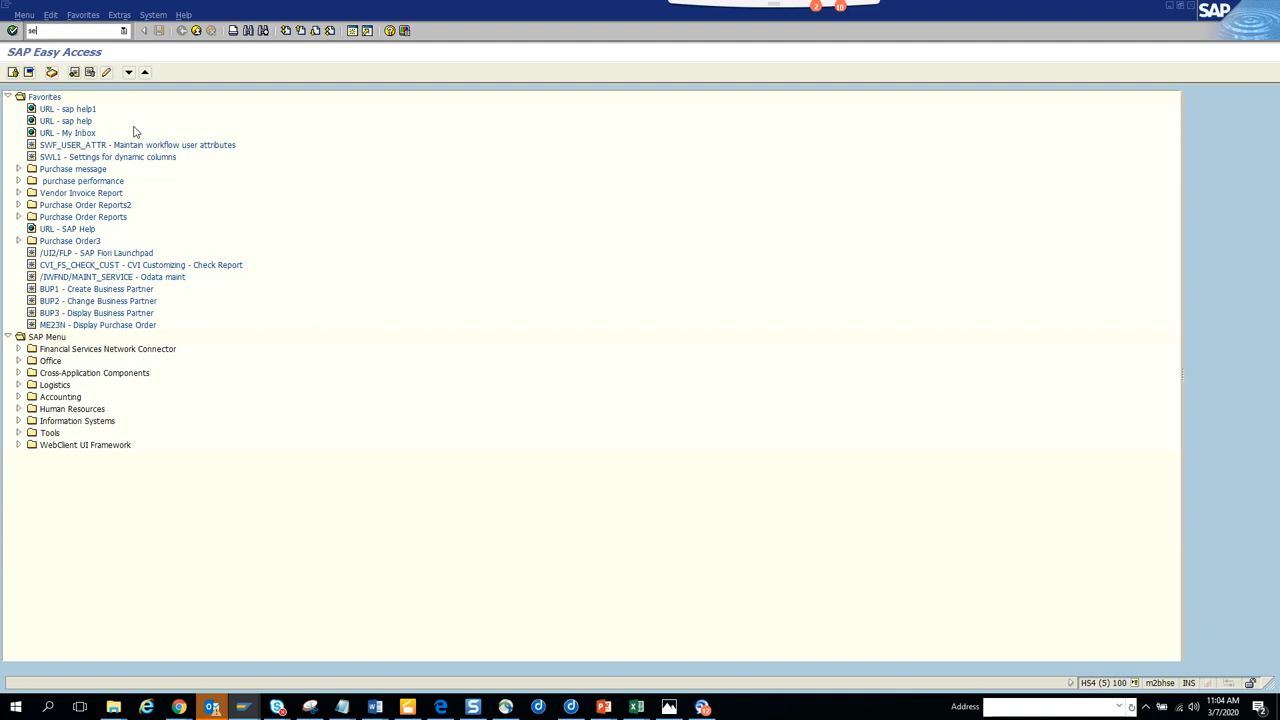 Menu Edit Favorites Extras System Help
2 10
SAP
se
SAP Easy Access
Favorites
URL - sap help1
URL - sap help
URL - My Inbox
SWF_USER_ATTR - Maintain workflow user attributes
SWL1 - Settings for dynamic columns
Purchase message
purchase performance
Vendor Invoice Report
Purchase Order Reports2
Purchase Order Reports
URL - SAP Help
Purchase Order3
/UI2/FLP - SAP Fiori Launchpad
CVI_FS_CHECK_CUST - CVI Customizing - Check Report
/IWFND/MAINT_SERVICE - Odata maint
BUP1 - Create Business Partner
BUP2 - Change Business Partner
BUP3 - Display Business Partner
ME23N - Display Purchase Order
SAP Menu
Financial Services Network Connector
Office
Cross-Application Components
Logistics
Accounting
Human Resources
Information Systems
Tools
WebClient UI Framework
HS4 (5) 100 m2bhse INS
Address
11:04 AM
3/7/2020
12
2